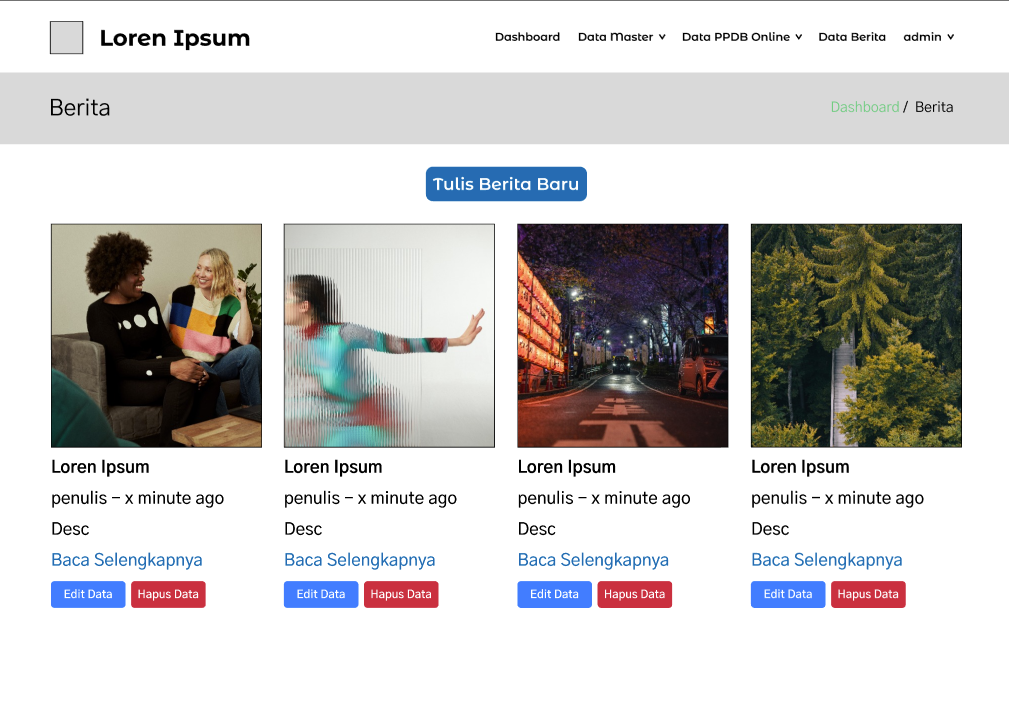 Loren Ipsum
Dashboard Data Master Data PPDB Online Data Berita admin
Berita
Dashboard / Berita
Tulis Berita Baru
Loren Ipsum
penulis – x minute ago
Desc
Baca Selengkapnya
Edit Data Hapus Data
Loren Ipsum
penulis – x minute ago
Desc
Baca Selengkapnya
Edit Data Hapus Data
Loren Ipsum
penulis – x minute ago
Desc
Baca Selengkapnya
Edit Data Hapus Data
Loren Ipsum
penulis – x minute ago
Desc
Baca Selengkapnya
Edit Data Hapus Data